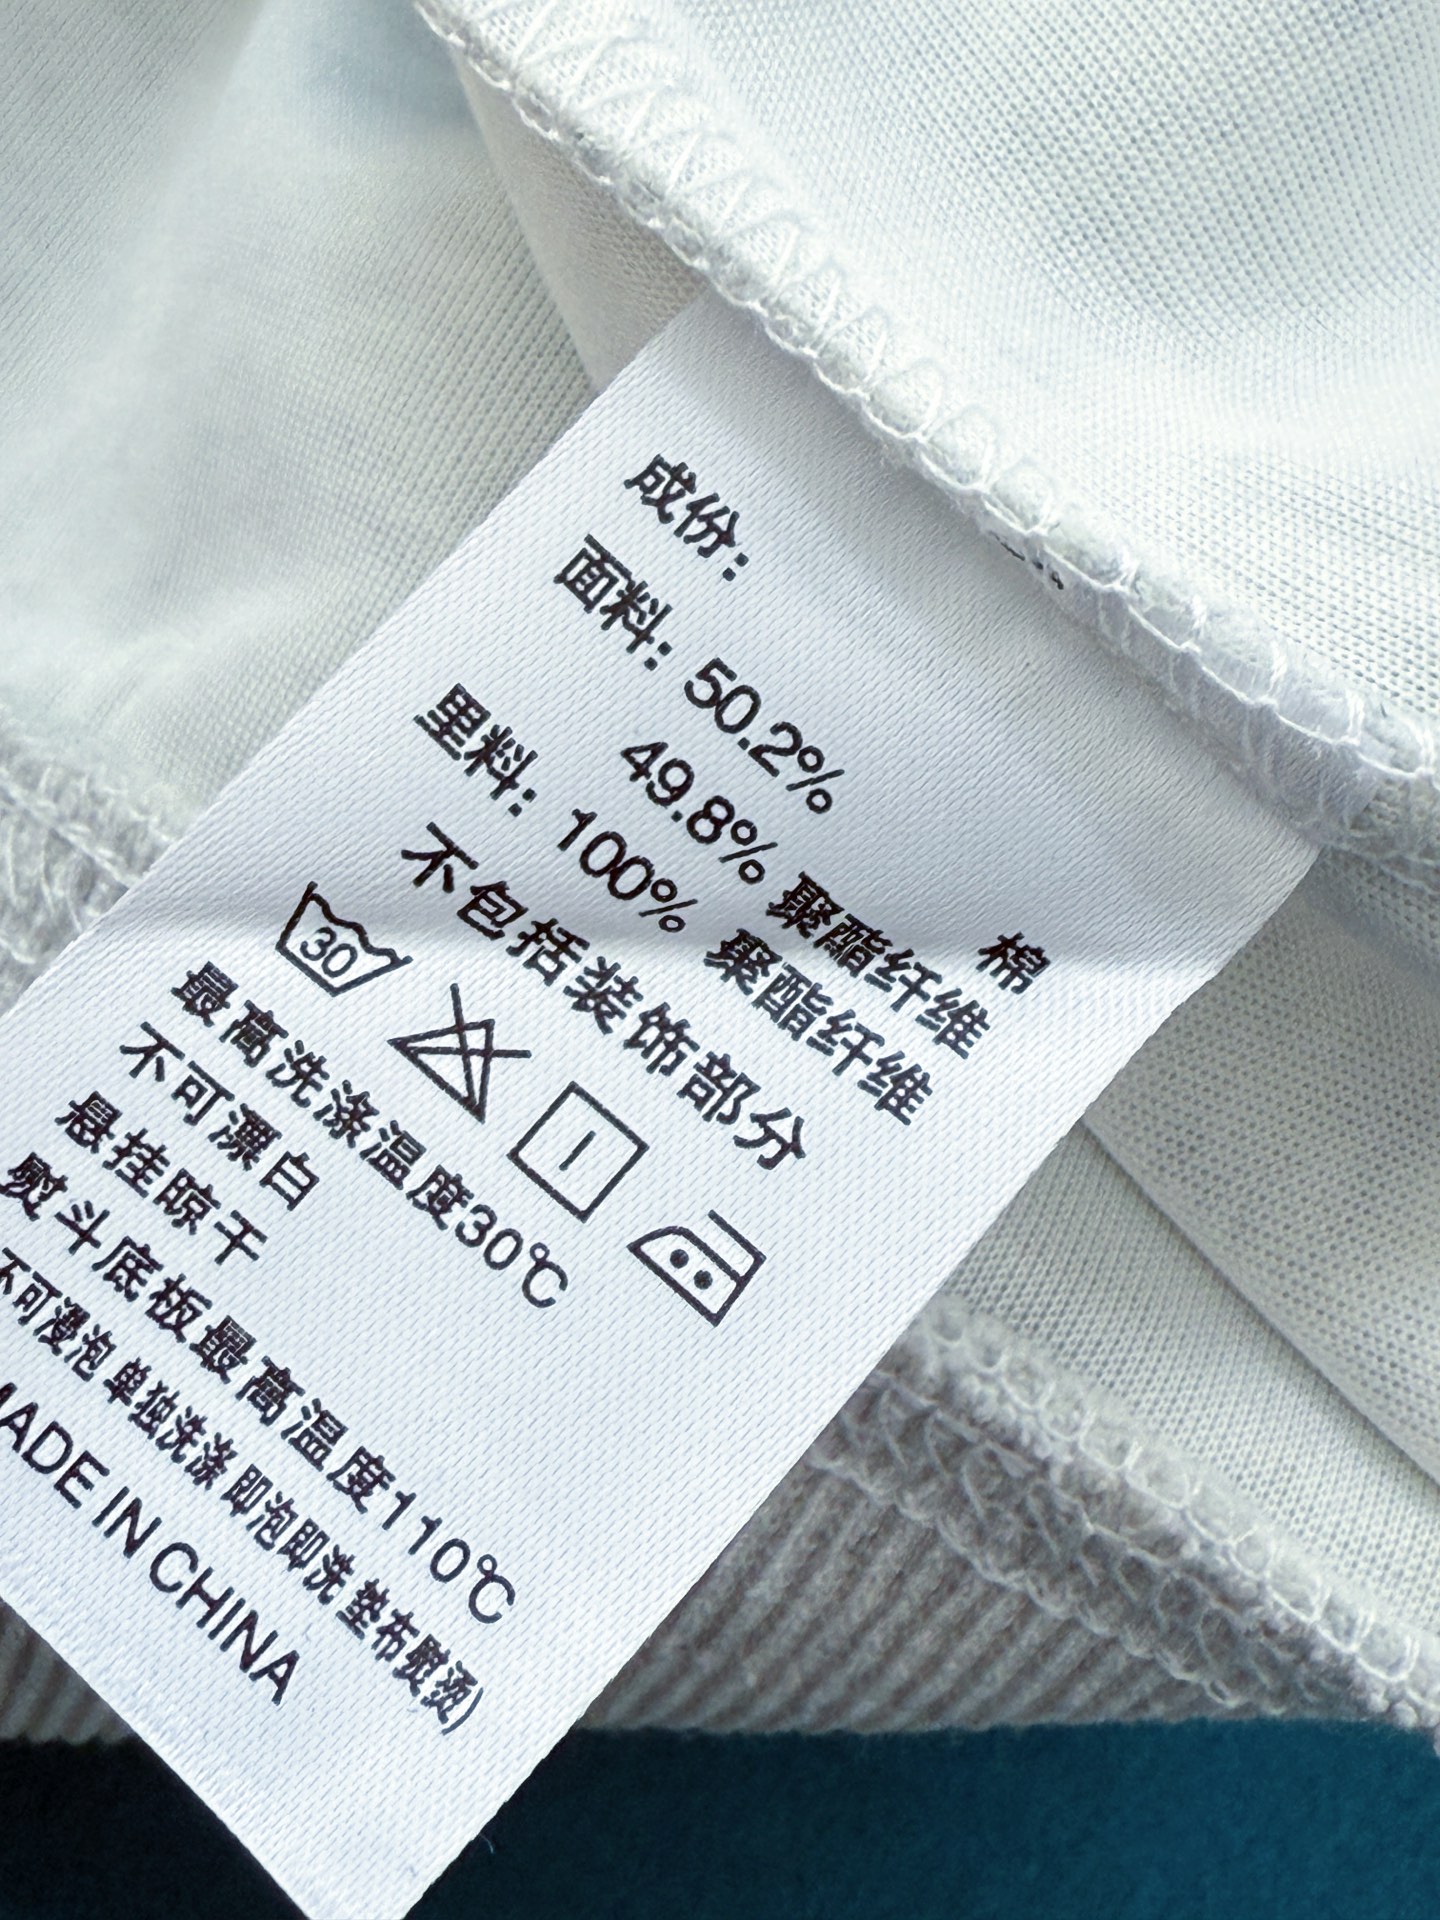 成份：
面料： 50.2% 棉
49.8% 聚酯纤维
里料： 100% 聚酯纤维
不包括装饰部分
30
最高洗涤温度30℃
不可漂白
悬挂晾干
熨斗底板最高温度110℃
不可浸泡 单独洗涤 即泡即洗 垫布熨烫)
MADE IN CHINA